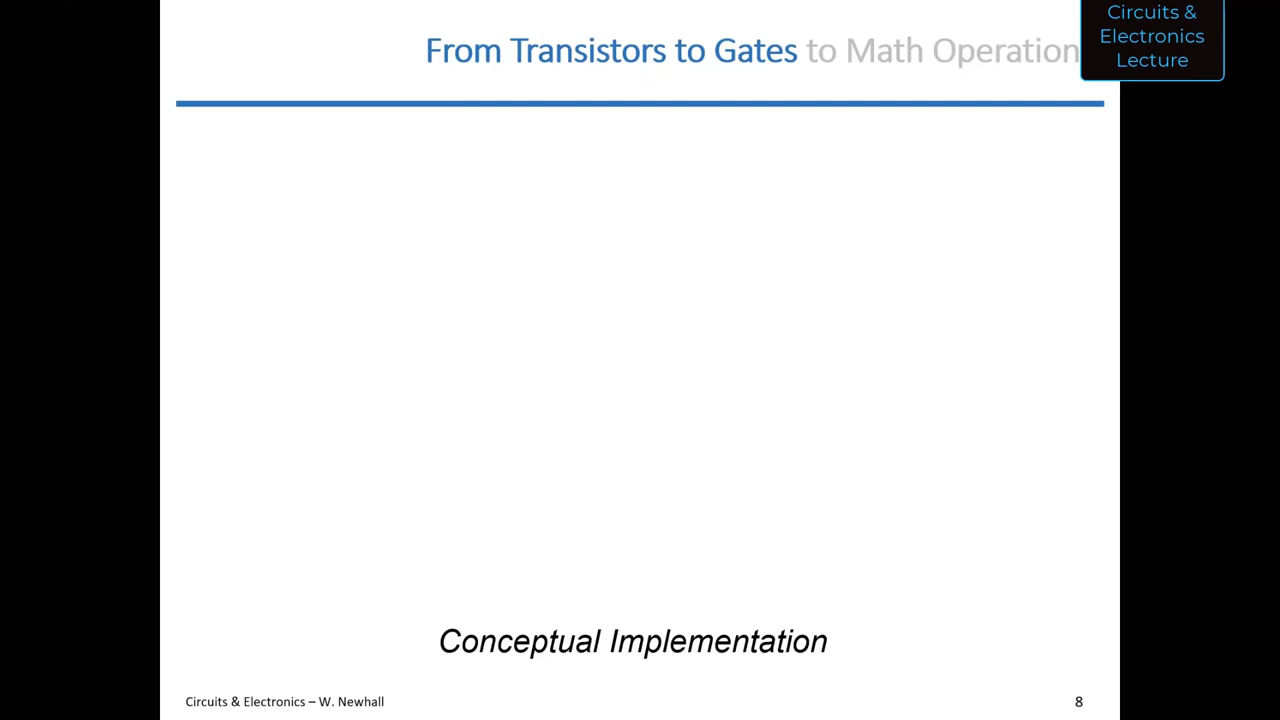 From Transistors to Gates to Math Operation
Circuits &
Electronics
Lecture
Conceptual Implementation
Circuits & Electronics – W. Newhall
8